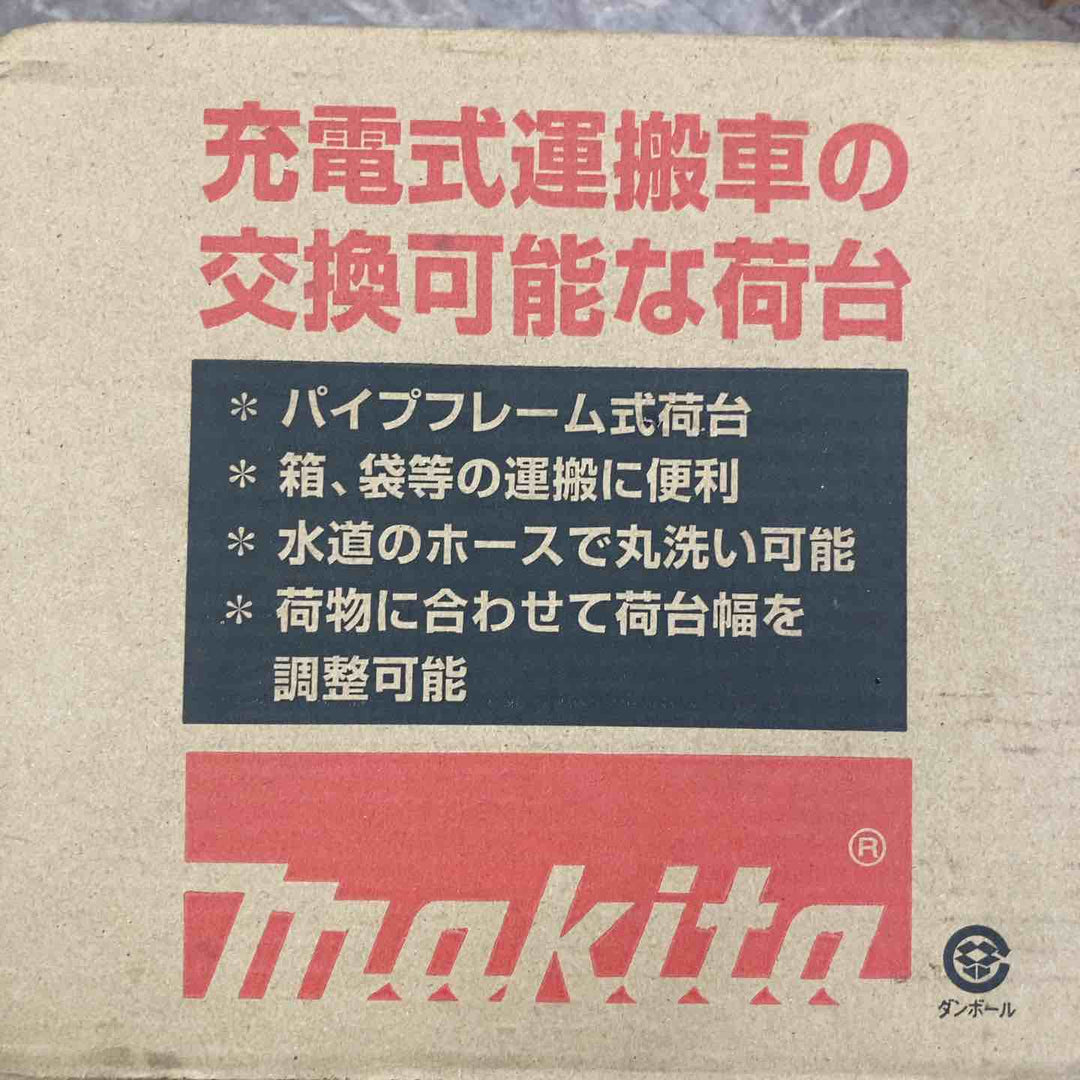 充電式運搬車の
交換可能な荷台
* パイプフレーム式荷台
* 箱、袋等の運搬に便利
* 水道のホースで丸洗い可能
* 荷物に合わせて荷台幅を
調整可能
makita®
ダンボール